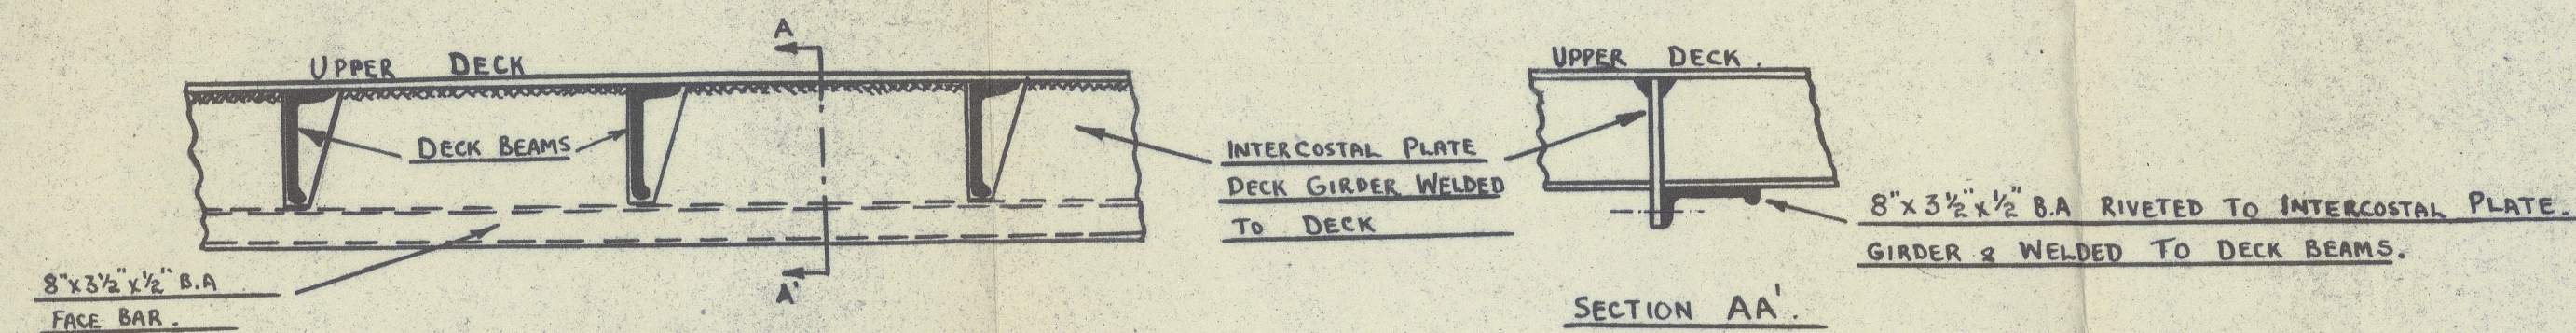 A
UPPER DECK
DECK BEAMS
8"x3½"x½" B.A
FACE BAR.
A'
INTERCOSTAL PLATE
DECK GIRDER WELDED
TO DECK
UPPER DECK.
8"x3½"x½" B.A RIVETED TO INTERCOSTAL PLATE.
GIRDER & WELDED TO DECK BEAMS.
SECTION AA'.